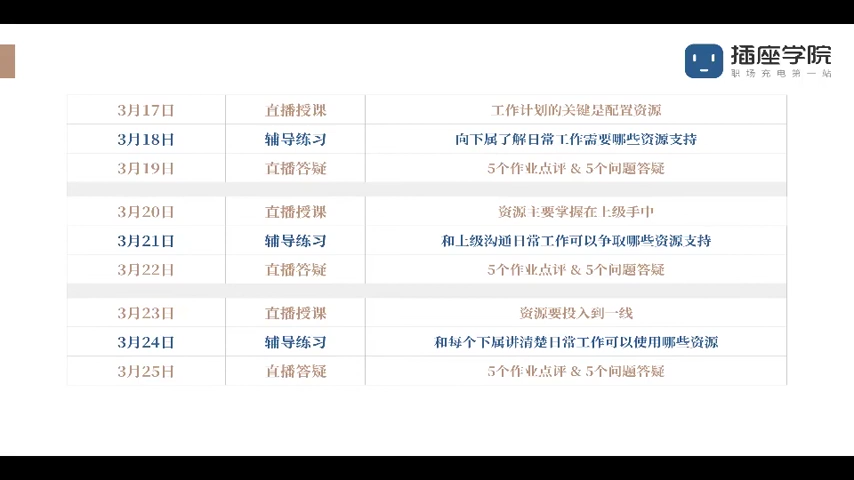 插座学院
职场充电第一站
3月17日 直播授课 工作计划的关键是配置资源
3月18日 辅导练习 向下属了解日常工作需要哪些资源支持
3月19日 直播答疑 5个作业点评 & 5个问题答疑
3月20日 直播授课 资源主要掌握在上级手中
3月21日 辅导练习 和上级沟通日常工作可以争取哪些资源支持
3月22日 直播答疑 5个作业点评 & 5个问题答疑
3月23日 直播授课 资源要投入到一线
3月24日 辅导练习 和每个下属讲清楚日常工作可以使用哪些资源
3月25日 直播答疑 5个作业点评 & 5个问题答疑